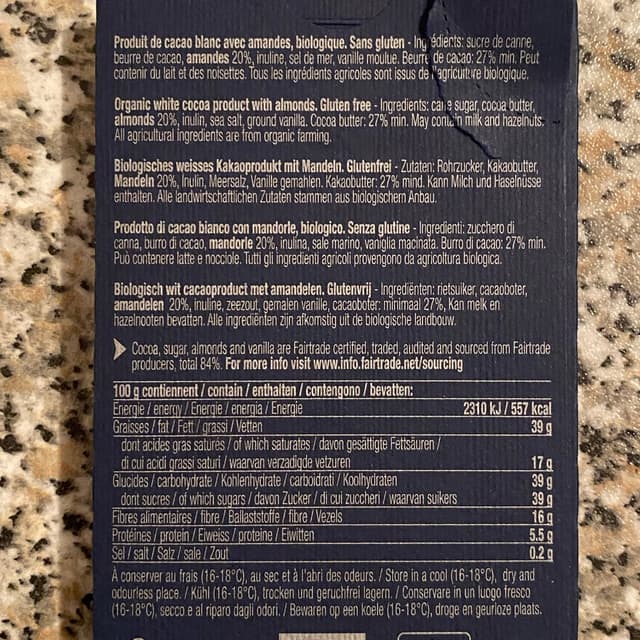 Produit de cacao blanc avec amandes, biologique. Sans gluten - Ingrédients: sucre de canne,
beurre de cacao, amandes 20%, inuline, sel de mer, vanille moulue. Beurre de cacao: 27% min. Peut
contenir du lait et des noisettes. Tous les ingrédients agricoles sont issus de l'agriculture biologique.
Organic white cocoa product with almonds. Gluten free - Ingredients: cane sugar, cocoa butter,
almonds 20%, inulin, sea salt, ground vanilla. Cocoa butter: 27% min. May contain milk and hazelnuts.
All agricultural ingredients are from organic farming.
Biologisches weisses Kakaoprodukt mit Mandeln. Glutenfrei - Zutaten: Rohrzucker, Kakaobutter,
Mandeln 20%, Inulin, Meersalz, Vanille gemahlen. Kakaobutter: 27% mind. Kann Milch und Haselnüsse
enthalten. Alle landwirtschaftlichen Zutaten stammen aus biologischem Anbau.
Prodotto di cacao bianco con mandorle, biologico. Senza glutine - Ingredienti: zucchero di
canna, burro di cacao, mandorle 20%, inulina, sale marino, vaniglia macinata. Burro di cacao: 27% min.
Può contenere latte e nocciole. Tutti gli ingredienti agricoli provengono da agricoltura biologica.
Biologisch wit cacaoproduct met amandelen. Glutenvrij - Ingrediënten: rietsuiker, cacaoboter,
amandelen 20%, inuline, zeezout, gemalen vanille, cacaoboter: minimaal 27%, Kan melk en
hazelnooten bevatten. Alle ingrediënten zijn afkomstig uit de biologische landbouw.
Cocoa, sugar, almonds and vanilla are Fairtrade certified, traded, audited and sourced from Fairtrade
producers, total 84%. For more info visit www.info.fairtrade.net/sourcing
100 g contiennent / contain / enthalten / contengono / bevatten:
Energie / energy / Energie / energia / Energie 2310 kJ / 557 kcal
Graisses / fat / Fett / grassi / Vetten 39 g
dont acides gras saturés / of which saturates / davon gesättigte Fettsäuren /
di cui acidi grassi saturi / waarvan verzadigde vetzuren 17 g
Glucides / carbohydrate / Kohlenhydrate / carboidrati / Koolhydraten 39 g
dont sucres / of which sugars / davon Zucker / di cui zuccheri / waarvan suikers 39 g
Fibres alimentaires / fibre / Ballaststoffe / fibre / Vezels 16 g
Protéines / protein / Eiweiss / proteine / Eiwitten 5.5 g
Sel / salt / Salz / sale / Zout 0.2 g
À conserver au frais (16-18°C), au sec et à l'abri des odeurs. / Store in a cool (16-18°C), dry and
odourless place. / Kühl (16-18°C), trocken und geruchfrei lagern. / Conservare in un luogo fresco
(16-18°C), secco e al riparo dagli odori. / Bewaren op een koele (16-18°C), droge en geurloze plaats.